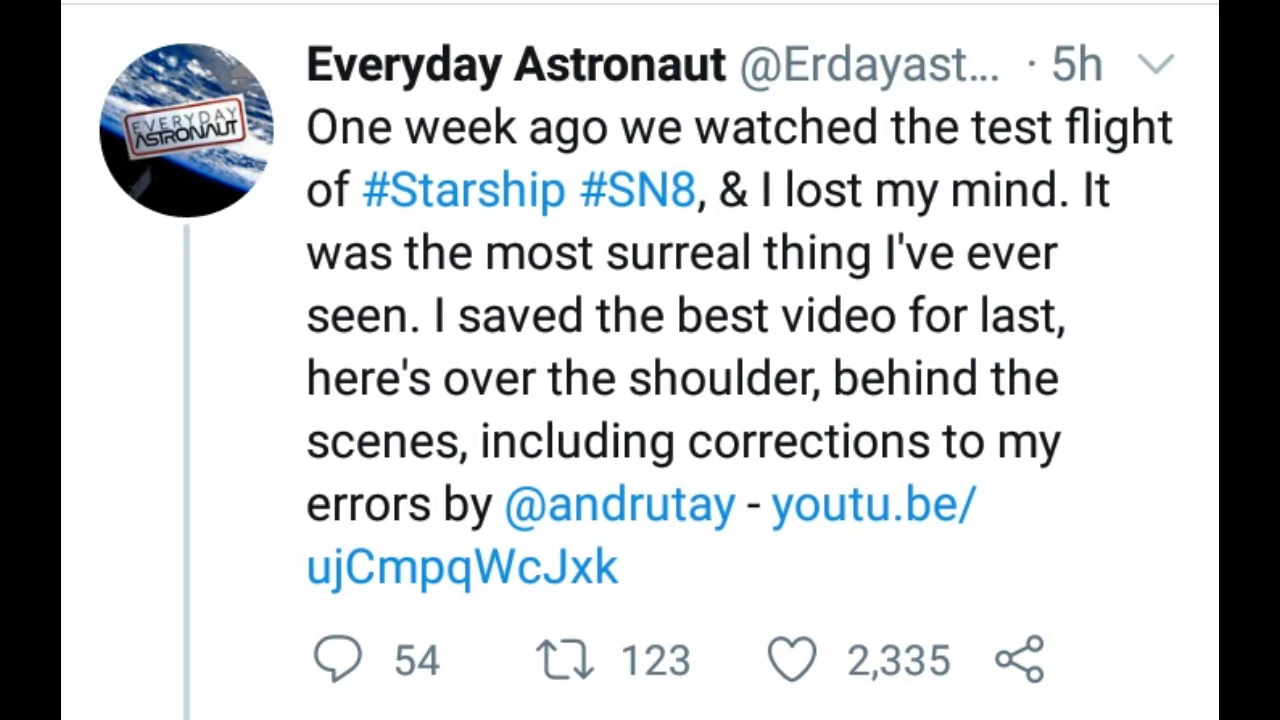 EVERYDAY
ASTRONAUT
Everyday Astronaut @Erdayast... · 5h
One week ago we watched the test flight
of #Starship #SN8, & I lost my mind. It
was the most surreal thing I've ever
seen. I saved the best video for last,
here's over the shoulder, behind the
scenes, including corrections to my
errors by @andrutay - youtu.be/
ujCmpqWcJxk
54 123 2,335